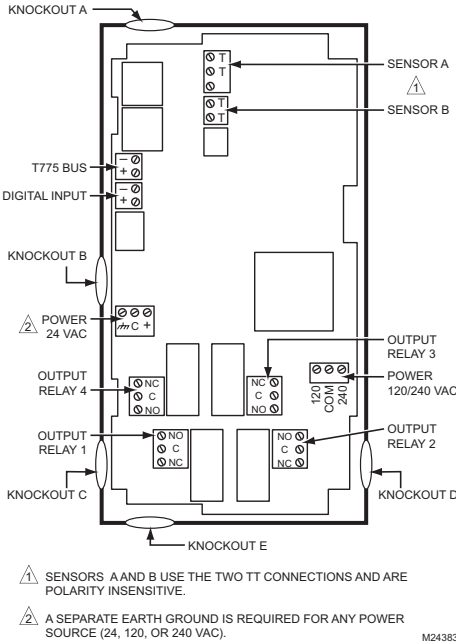 KNOCKOUT A
T
T
SENSOR A
1
T
T
SENSOR B
T775 BUS
–
+
DIGITAL INPUT
–
+
KNOCKOUT B
2 POWER
24 VAC
C +
OUTPUT
RELAY 3
OUTPUT
RELAY 4
NC
C
NO
NC
C
NO
120
COM
240
POWER
120/240 VAC
OUTPUT
RELAY 1
NO
C
NC
NO
C
NC
OUTPUT
RELAY 2
KNOCKOUT C
KNOCKOUT D
KNOCKOUT E
1 SENSORS A AND B USE THE TWO TT CONNECTIONS AND ARE
POLARITY INSENSITIVE.
2 A SEPARATE EARTH GROUND IS REQUIRED FOR ANY POWER
SOURCE (24, 120, OR 240 VAC).
M24383